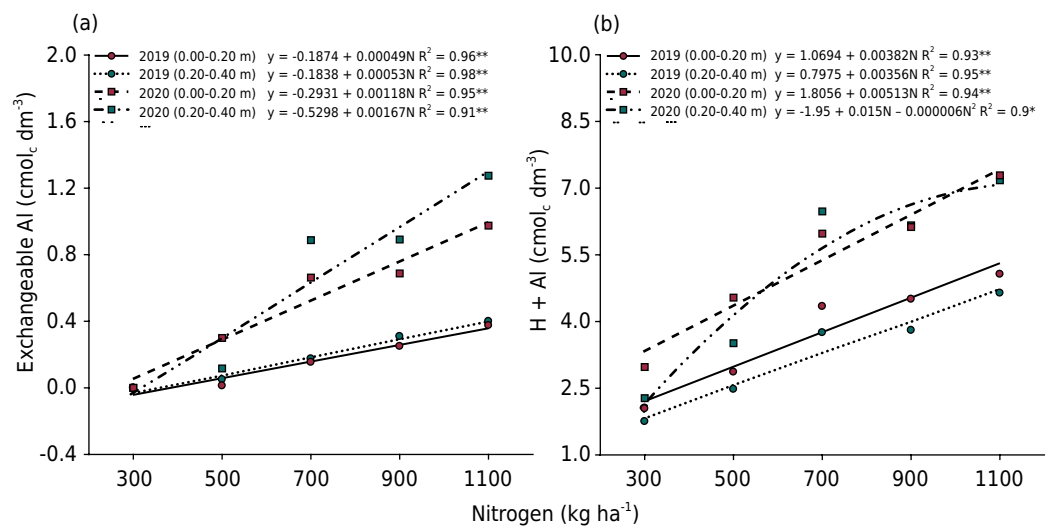 (a)
2019 (0.00-0.20 m) y = -0.1874 + 0.00049N R² = 0.96**
2019 (0.20-0.40 m) y = -0.1838 + 0.00053N R² = 0.98**
2020 (0.00-0.20 m) y = -0.2931 + 0.00118N R² = 0.95**
2020 (0.20-0.40 m) y = -0.5298 + 0.00167N R² = 0.91**
Exchangeable Al (cmol_c dm⁻³)
2.0
1.6
1.2
0.8
0.4
0.0
-0.4
300 500 700 900 1100
(b)
2019 (0.00-0.20 m) y = 1.0694 + 0.00382N R² = 0.93**
2019 (0.20-0.40 m) y = 0.7975 + 0.00356N R² = 0.95**
2020 (0.00-0.20 m) y = 1.8056 + 0.00513N R² = 0.94**
2020 (0.20-0.40 m) y = -1.95 + 0.015N – 0.000006N² R² = 0.9*
H + Al (cmol_c dm⁻³)
10.0
8.5
7.0
5.5
4.0
2.5
1.0
300 500 700 900 1100
Nitrogen (kg ha⁻¹)